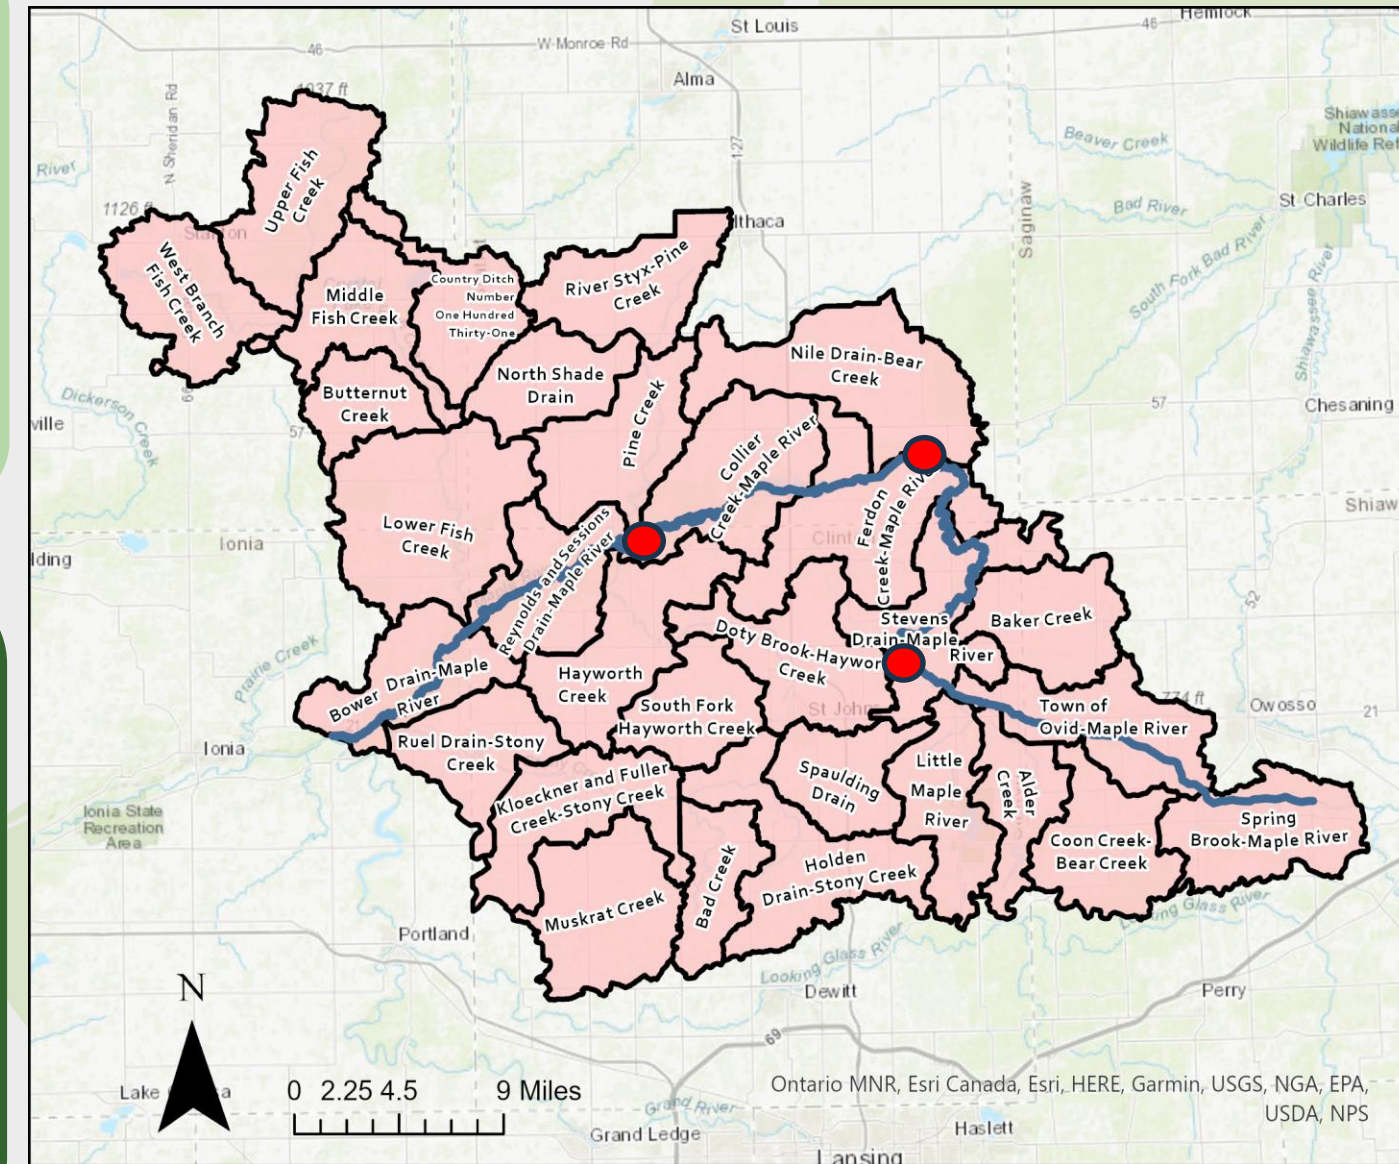 Hemlock
46
St Louis
W Monroe Rd
46
Alma
1037 ft
Shiawass
National
Wildlife Ref
N Sheridan Rd
127
Beaver Creek
River
Upper Fish
Creek
Bad River
St Charles
1126 ft
Ithaca
Saginaw
West Branch
Fish Creek
River Styx-Pine
Creek
South Fork Bad River
Shiawassee River
Country Ditch
Number
One Hundred
Thirty-One
Middle
Fish Creek
Nile Drain-Bear
Creek
North Shade
Drain
Butternut
Creek
Dickerson Creek
66
57
Chesaning
ville
57
Pine Creek
Collier
Creek-Maple River
Lower Fish
Creek
Ferdon
Creek-Maple River
Shiaw
Ionia
lding
Clint
Reynolds and Sessions
Drain-Maple River
52
Stevens
Drain-Maple
River
Baker Creek
Doty Brook-Haywor
Creek
Prairie Creek
Hayworth
Creek
Bower Drain-Maple
River
774 ft
South Fork
Hayworth Creek
St Johns
Town of
Ovid-Maple River
Owosso
21
21
Ionia
Ruel Drain-Stony
Creek
Kloeckner and Fuller
Creek-Stony Creek
Spaulding
Drain
Little
Maple
River
Alder
Creek
Ionia State
Recreation
Area
Spring
Brook-Maple River
Coon Creek-
Bear Creek
Holden
Drain-Stony Creek
Bad Creek
Muskrat Creek
Looking Glass River
Portland
Looking Glass River
Dewitt
Perry
N
69
0 2.25 4.5 9 Miles
Ontario MNR, Esri Canada, Esri, HERE, Garmin, USGS, NGA, EPA,
USDA, NPS
Lake
Grand River
Grand Ledge
Haslett
Lansing